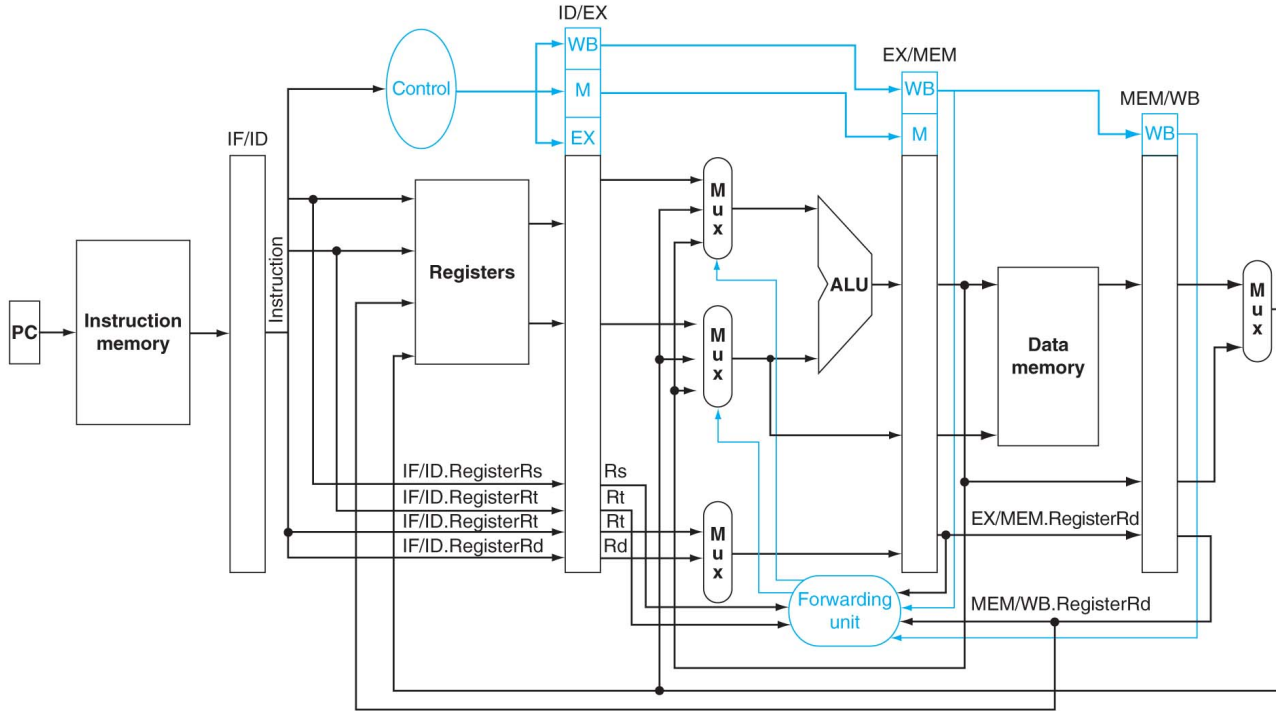 ID/EX
WB
M
EX
Control
EX/MEM
WB
M
MEM/WB
WB
IF/ID
PC
Instruction
memory
Instruction
Registers
M
u
x
M
u
x
ALU
Data
memory
M
u
x
IF/ID.RegisterRs
Rs
IF/ID.RegisterRt
Rt
IF/ID.RegisterRt
Rt
IF/ID.RegisterRd
Rd
M
u
x
EX/MEM.RegisterRd
Forwarding
unit
MEM/WB.RegisterRd